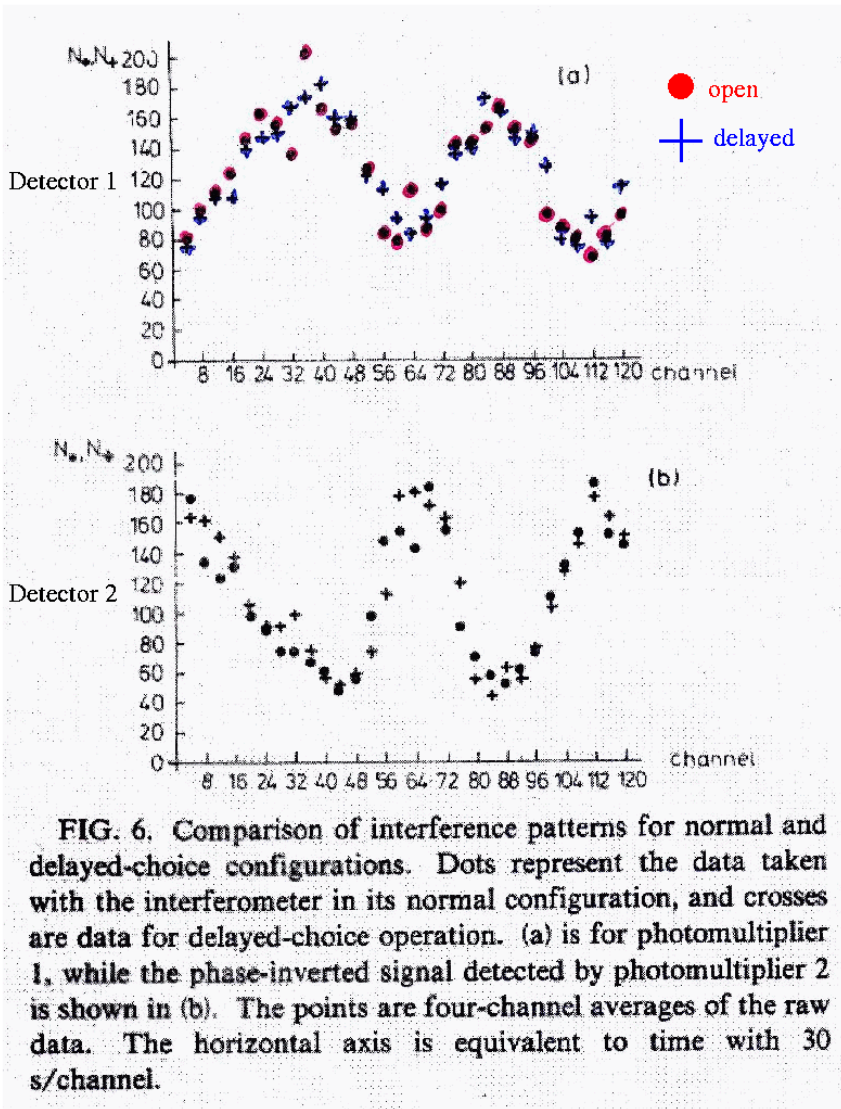 N•,N+
200
180
160
140
120
100
80
60
40
20
0
(a)
open
delayed
Detector 1
8 16 24 32 40 48 56 64 72 80 88 96 104 112 120 channel
N•,N+
200
180
160
140
120
100
80
60
40
20
0
(b)
Detector 2
channel
8 16 24 32 40 48 56 64 72 80 88 96 104 112 120
FIG. 6. Comparison of interference patterns for normal and
delayed-choice configurations. Dots represent the data taken
with the interferometer in its normal configuration, and crosses
are data for delayed-choice operation. (a) is for photomultiplier
1, while the phase-inverted signal detected by photomultiplier 2
is shown in (b). The points are four-channel averages of the raw
data. The horizontal axis is equivalent to time with 30
s/channel.